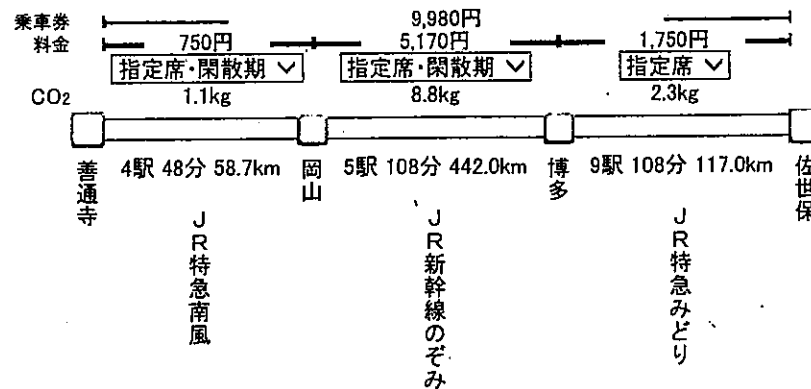 乗車券 9,980円
料金 750円 5,170円 1,750円
指定席・閑散期 指定席・閑散期 指定席
CO₂ 1.1kg 8.8kg 2.3kg
善通寺 4駅 48分 58.7km 岡山 5駅 108分 442.0km 博多 9駅 108分 117.0km 佐世保
JR特急南風 JR新幹線のぞみ JR特急みどり